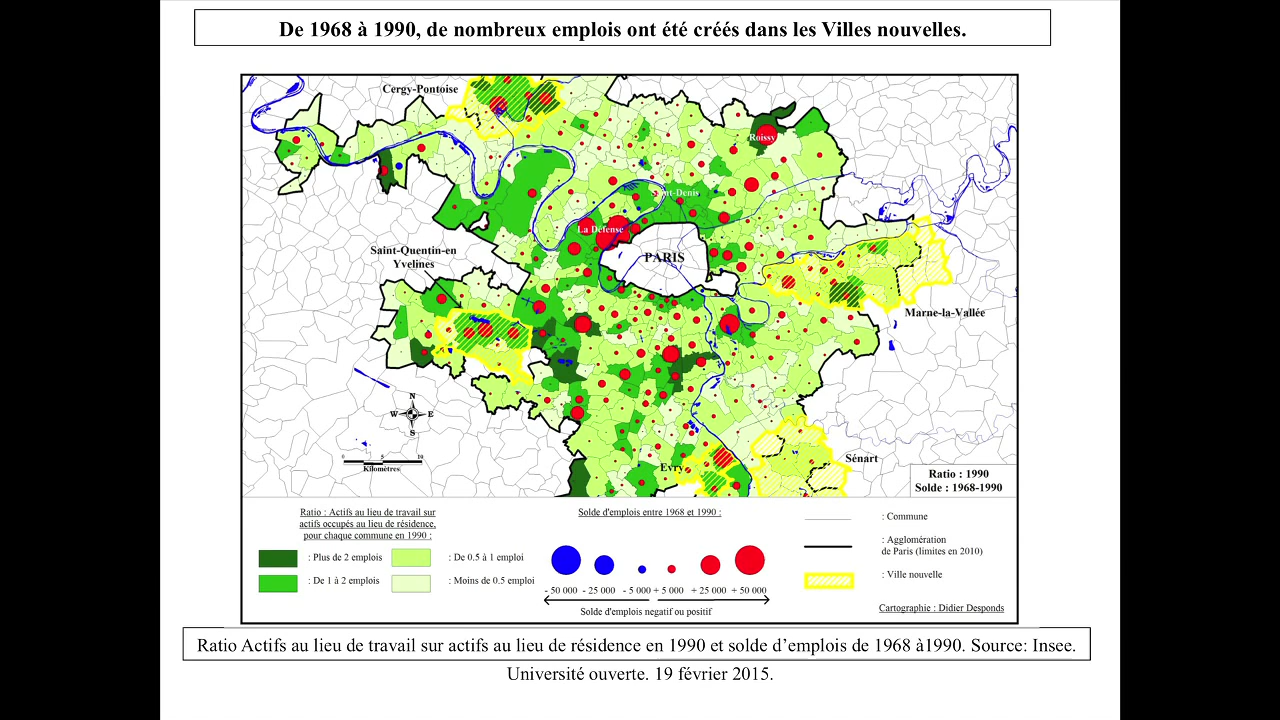 De 1968 à 1990, de nombreux emplois ont été créés dans les Villes nouvelles.
Cergy-Pontoise
Roissy
Saint-Denis
La Défense
Saint-Quentin-en
Yvelines
PARIS
Marne-la-Vallée
N
W E
S
0 5 10
Kilomètres
Evry
Sénart
Ratio : 1990
Solde : 1968-1990
Ratio : Actifs au lieu de travail sur
actifs occupés au lieu de résidence,
pour chaque commune en 1990 :
: Plus de 2 emplois
: De 0.5 à 1 emploi
: De 1 à 2 emplois
: Moins de 0.5 emploi
Solde d'emplois entre 1968 et 1990 :
- 50 000 - 25 000 - 5 000 + 5 000 + 25 000 + 50 000
Solde d'emplois negatif ou positif
: Commune
: Agglomération
de Paris (limites en 2010)
: Ville nouvelle
Cartographie : Didier Desponds
Ratio Actifs au lieu de travail sur actifs au lieu de résidence en 1990 et solde d’emplois de 1968 à1990. Source: Insee.
Université ouverte. 19 février 2015.